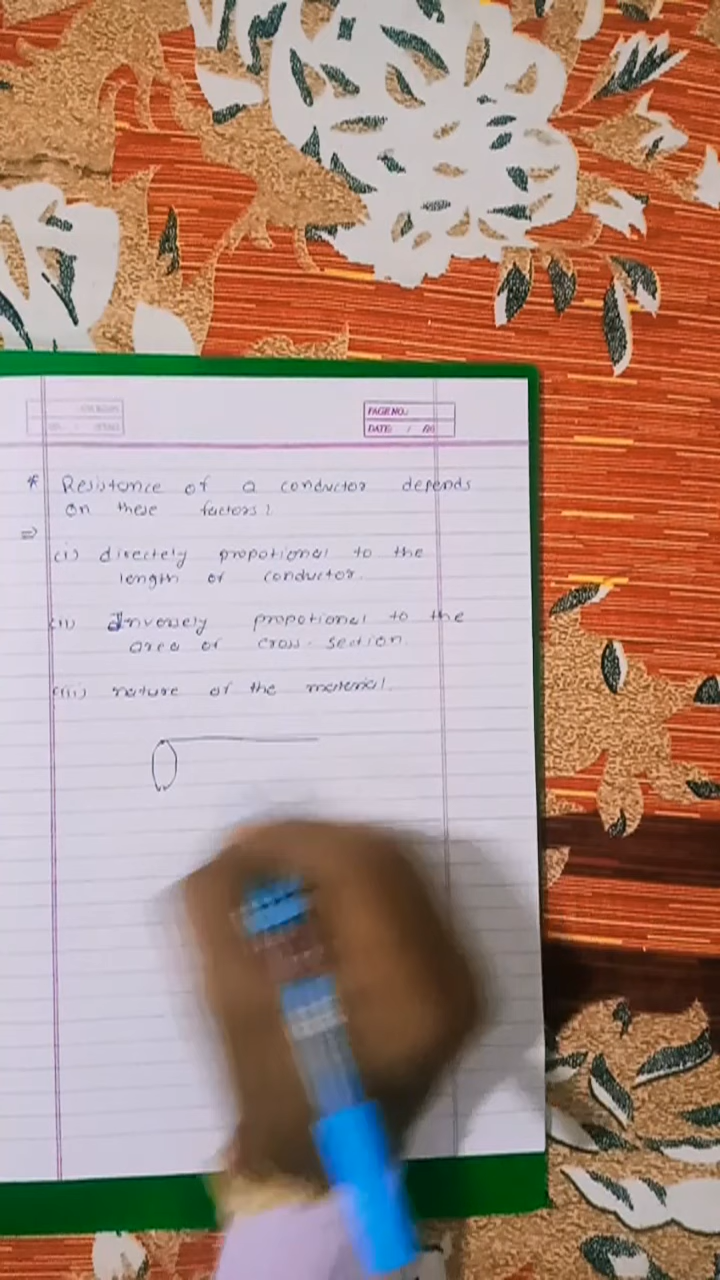 PAGE NO.:
DATE: / /20
* Resistance of a conductor depends
on these factors?
⇒
(i) directely propotional to the
length of conductor.
(ii) Inversely propotional to the
area of cross-section.
(iii) nature of the material.